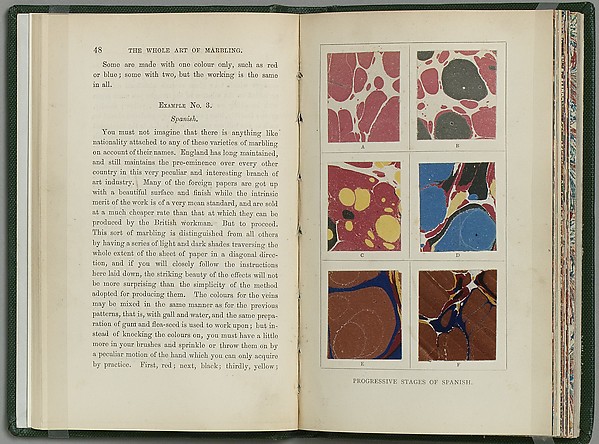 48 THE WHOLE ART OF MARBLING.
Some are made with one colour only, such as red
or blue; some with two, but the working is the same
in all.
Example No. 3.
Spanish.
You must not imagine that there is anything like
nationality attached to any of these varieties of marbling
on account of their names. England has long maintained,
and still maintains the pre-eminence over every other
country in this very peculiar and interesting branch of
art industry. Many of the foreign papers are got up
with a beautiful surface and finish while the intrinsic
merit of the work is of a very mean standard, and are sold
at a much cheaper rate than that at which they can be
produced by the British workman. But to proceed.
This sort of marbling is distinguished from all others
by having a series of light and dark shades traversing the
whole extent of the sheet of paper in a diagonal direc-
tion, and if you will closely follow the instructions
here laid down, the striking beauty of the effects will not
be more surprising than the simplicity of the method
adopted for producing them. The colours for the veins
may be mixed in the same manner as for the previous
patterns, that is, with gall and water, and the same prepa-
ration of gum and flea-seed is used to work upon; but in-
stead of knocking the colours on, you must have a little
more in your brushes and sprinkle or throw them on by
a peculiar motion of the hand which you can only acquire
by practice. First, red; next, black; thirdly, yellow;
A B
C D
E F
PROGRESSIVE STAGES OF SPANISH.